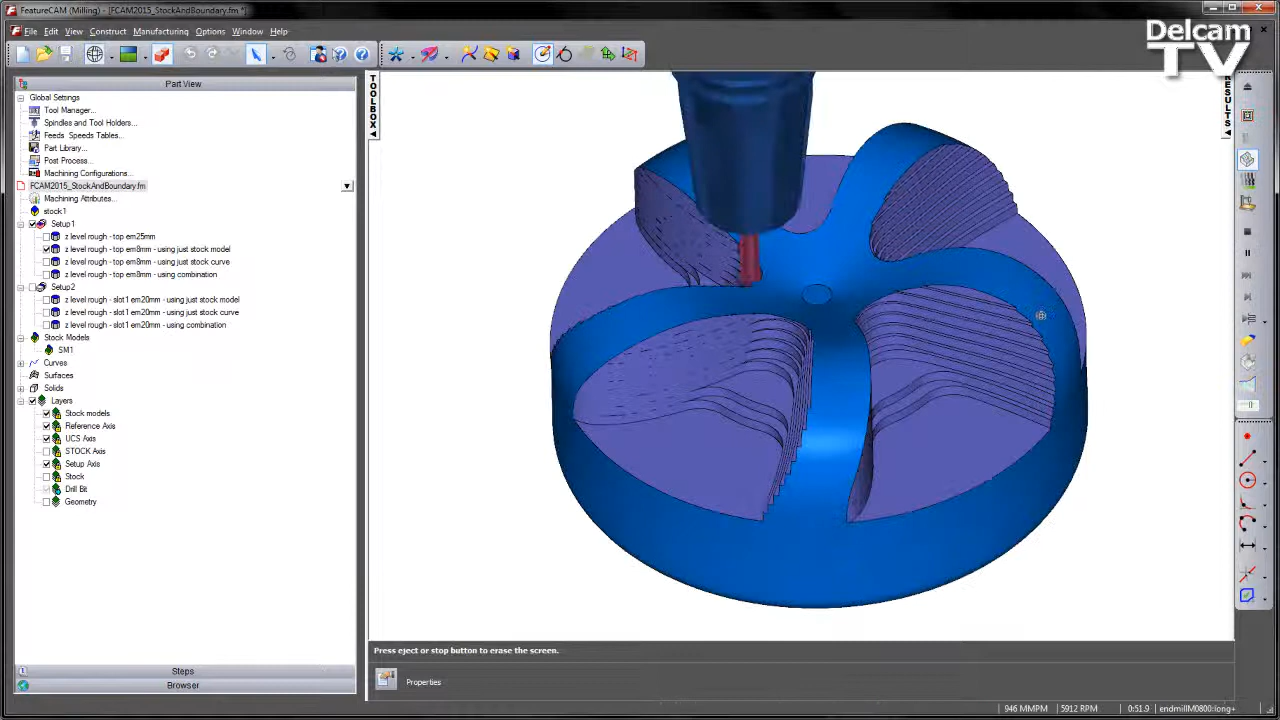 FeatureCAM (Milling) - [FCAM2015_StockAndBoundary.fm *]
File Edit View Construct Manufacturing Options Window Help
Delcam
TV
Part View
TOOLBOX
RESULTS
Global Settings
Tool Manager...
Spindles and Tool Holders...
Feeds Speeds Tables...
Part Library...
Post Process...
Machining Configurations...
FCAM2015_StockAndBoundary.fm
Machining Attributes...
stock1
Setup1
z level rough - top em25mm
z level rough - top em8mm - using just stock model
z level rough - top em8mm - using just stock curve
z level rough - top em8mm - using combination
Setup2
z level rough - slot1 em20mm - using just stock model
z level rough - slot1 em20mm - using just stock curve
z level rough - slot1 em20mm - using combination
Stock Models
SM1
Curves
Surfaces
Solids
Layers
Stock models
Reference Axis
UCS Axis
STOCK Axis
Setup Axis
Stock
Drill Bit
Geometry
Press eject or stop button to erase the screen.
Steps
Properties
Browser
946 MMPM 5912 RPM 0:51.9 endmillM0800:long+